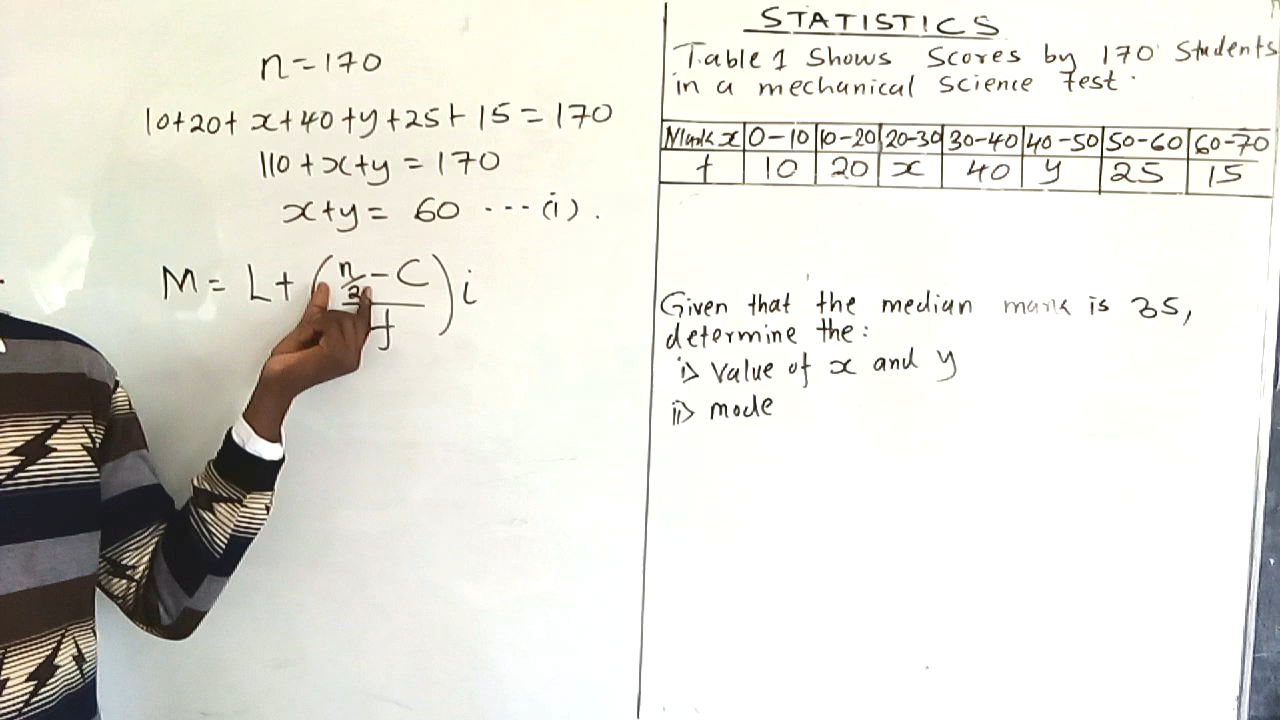 n = 170
10+20+ x+40+y+25+ 15 = 170
110+x+y = 170
x+y = 60 ---(i).
M = L + (n/2 - C / f) i
STATISTICS
Table 1 Shows Scores by 170 Students
in a mechanical science test.
Mark x | 0-10 | 10-20 | 20-30 | 30-40 | 40-50 | 50-60 | 60-70
f | 10 | 20 | x | 40 | y | 25 | 15
Given that the median mark is 35,
determine the:
i> value of x and y
ii> mode